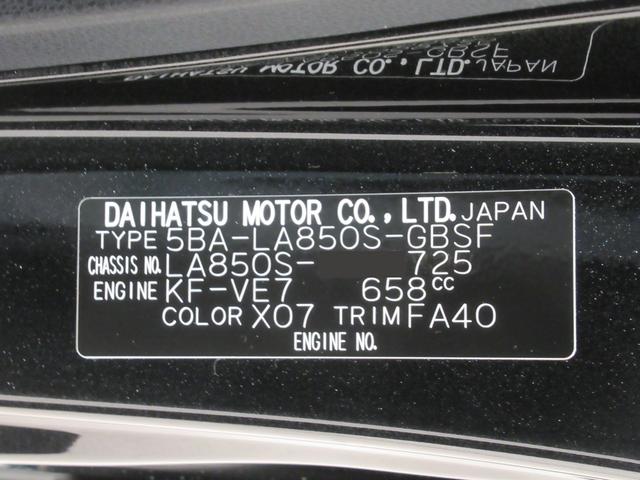 DAIHATSU MOTOR CO.,LTD. JAPAN
TYPE 5BA-LA850S-GBSF
CHASSIS NO. LA850S- 725
ENGINE KF-VE7 658cc
COLOR X07 TRIM FA40
ENGINE NO.